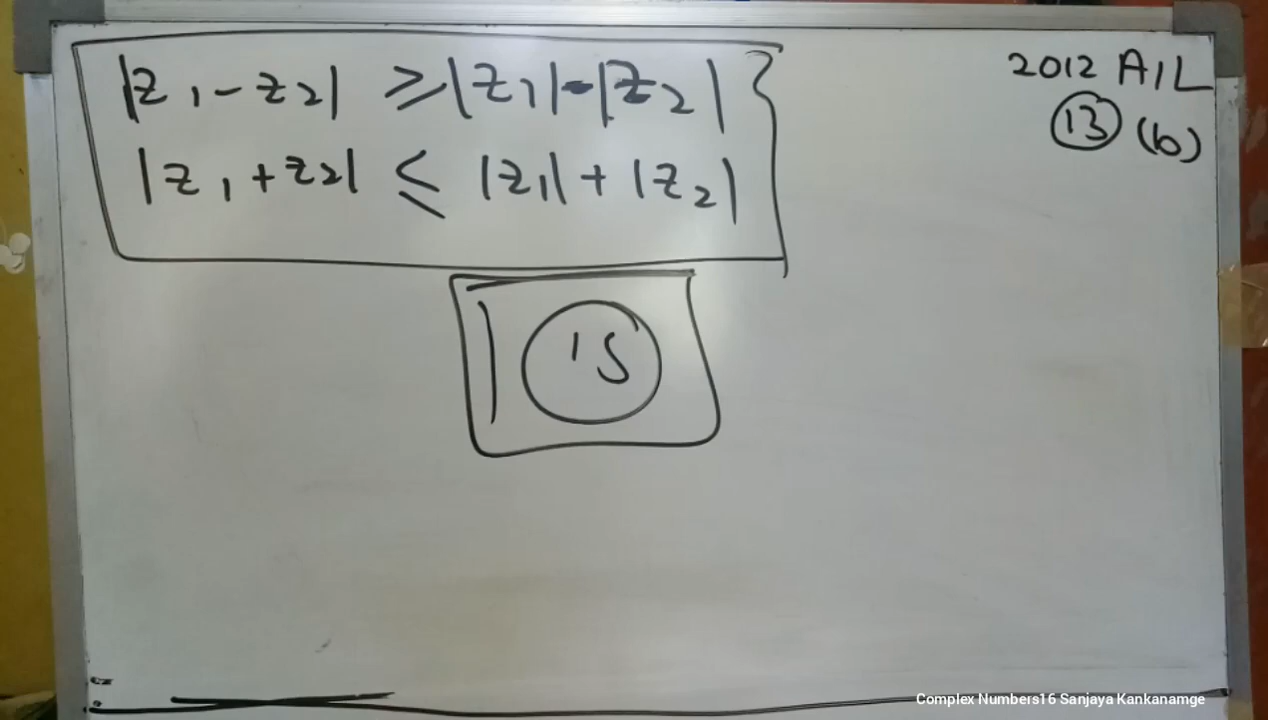 |z₁ - z₂| ≥ |z₁| - |z₂|
|z₁ + z₂| ≤ |z₁| + |z₂|
2012 A/L
13 (b)
15
Complex Numbers16 Sanjaya Kankanamge